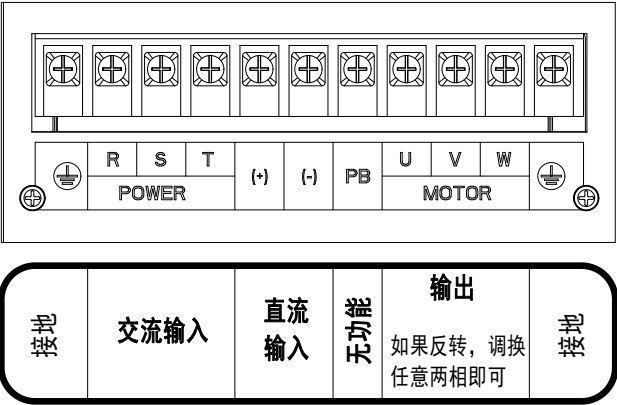 R S T (+) (-) PB U V W
POWER MOTOR
接地 交流输入 直流 无功能 输出 接地
输入
如果反转，调换
任意两相即可